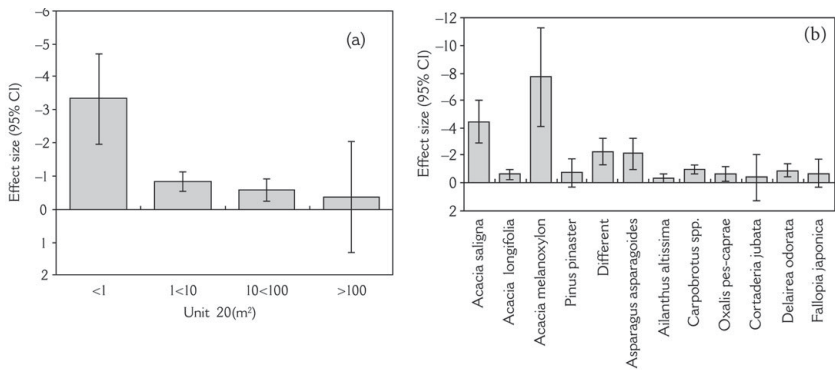 (a)
Effect size (95% CI)
–6
–5
–4
–3
–2
–1
0
1
2
<1
1<10
10<100
>100
Unit 20(m²)
(b)
Effect size (95% CI)
–12
–10
–8
–6
–4
–2
0
2
Acacia saligna
Acacia longifolia
Acacia melanoxylon
Pinus pinaster
Different
Asparagus asparagoides
Ailanthus altissima
Carpobrotus spp.
Oxalis pes-caprae
Cortaderia jubata
Delairea odorata
Fallopia japonica